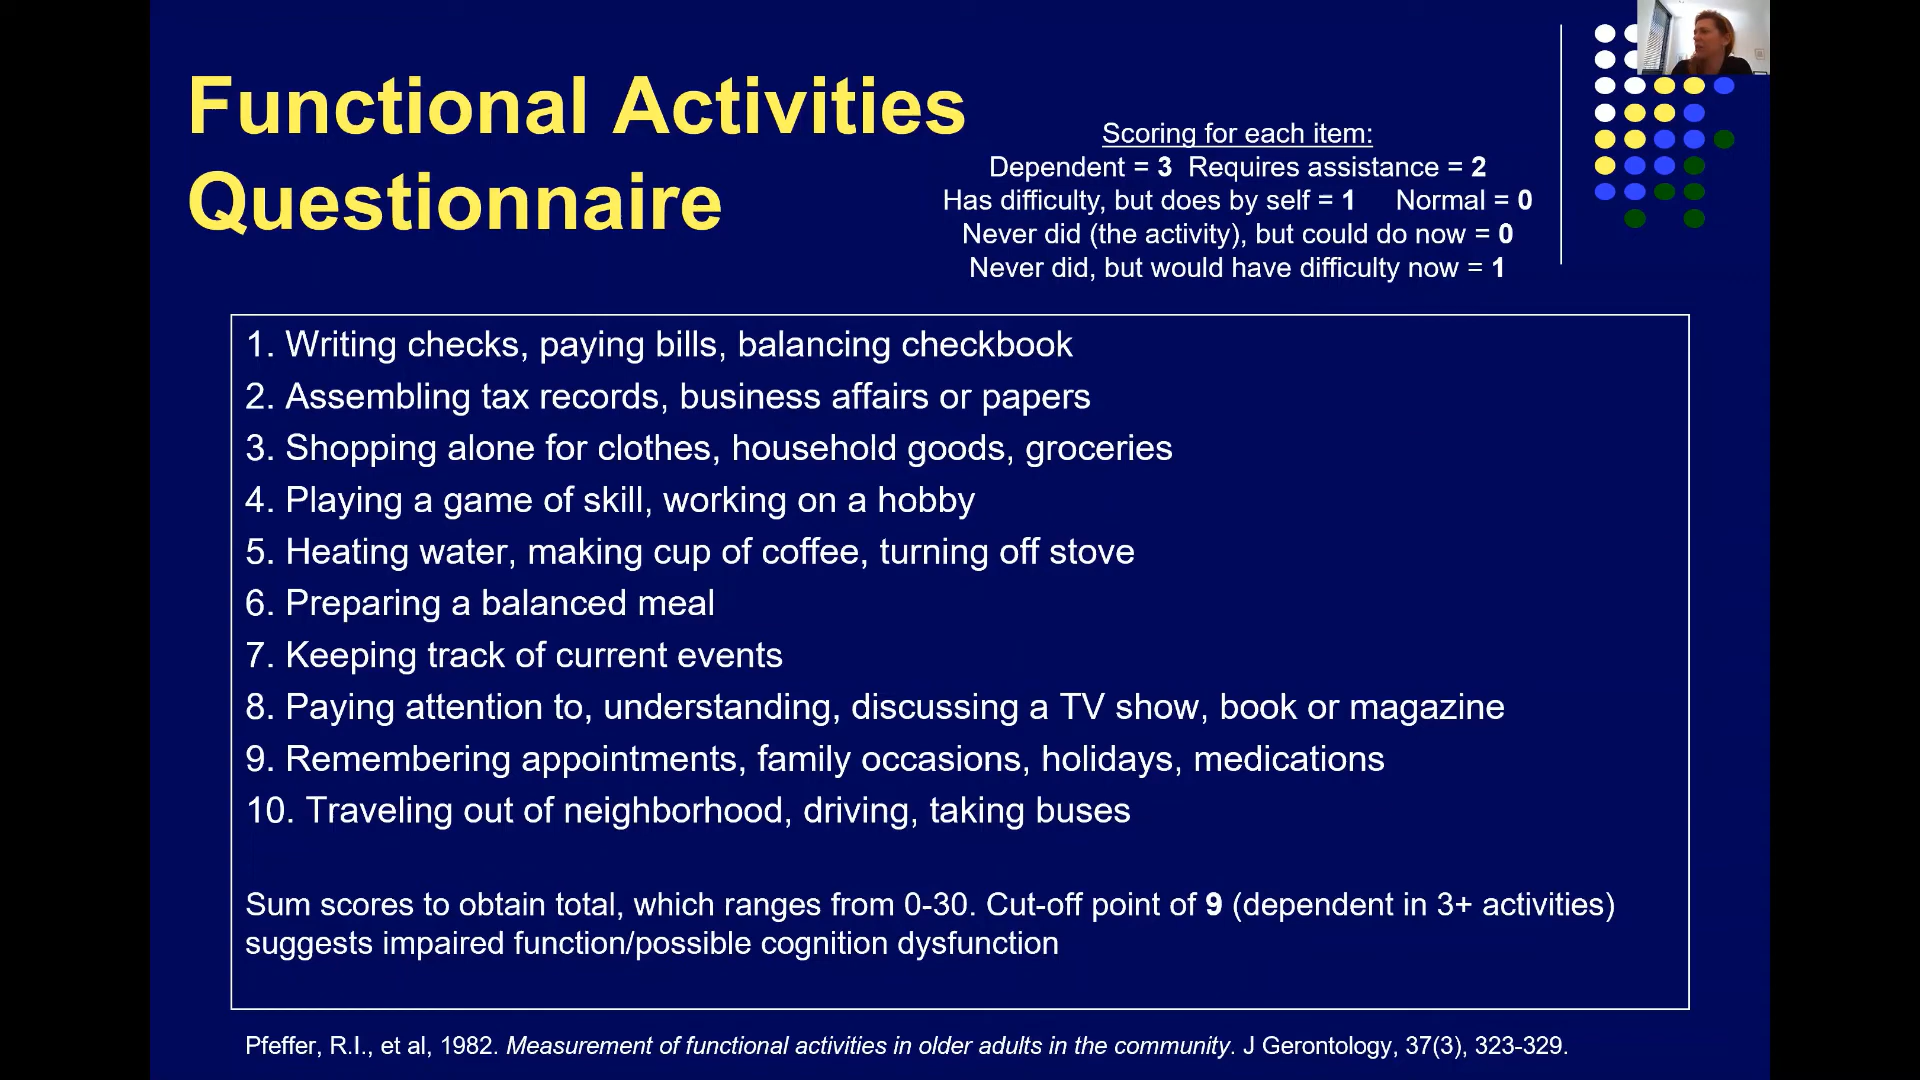 Functional Activities
Questionnaire
Scoring for each item:
Dependent = 3 Requires assistance = 2
Has difficulty, but does by self = 1 Normal = 0
Never did (the activity), but could do now = 0
Never did, but would have difficulty now = 1
1. Writing checks, paying bills, balancing checkbook
2. Assembling tax records, business affairs or papers
3. Shopping alone for clothes, household goods, groceries
4. Playing a game of skill, working on a hobby
5. Heating water, making cup of coffee, turning off stove
6. Preparing a balanced meal
7. Keeping track of current events
8. Paying attention to, understanding, discussing a TV show, book or magazine
9. Remembering appointments, family occasions, holidays, medications
10. Traveling out of neighborhood, driving, taking buses
Sum scores to obtain total, which ranges from 0-30. Cut-off point of 9 (dependent in 3+ activities)
suggests impaired function/possible cognition dysfunction
Pfeffer, R.I., et al, 1982. Measurement of functional activities in older adults in the community. J Gerontology, 37(3), 323-329.